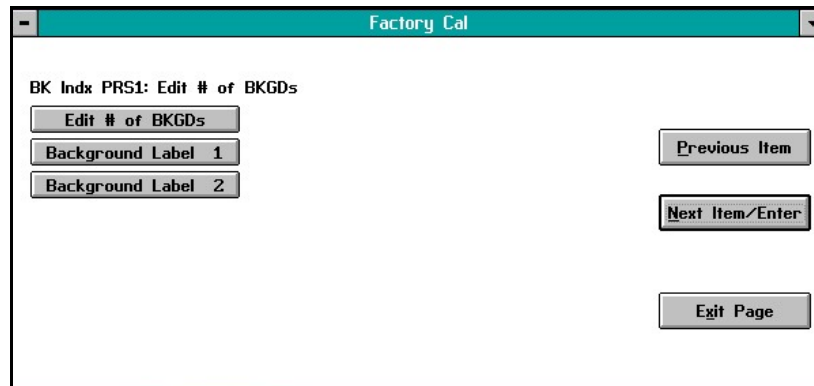 Factory Cal
BK Indx PRS1: Edit # of BKGDs
Edit # of BKGDs
Background Label 1
Background Label 2
Previous Item
Next Item/Enter
Exit Page